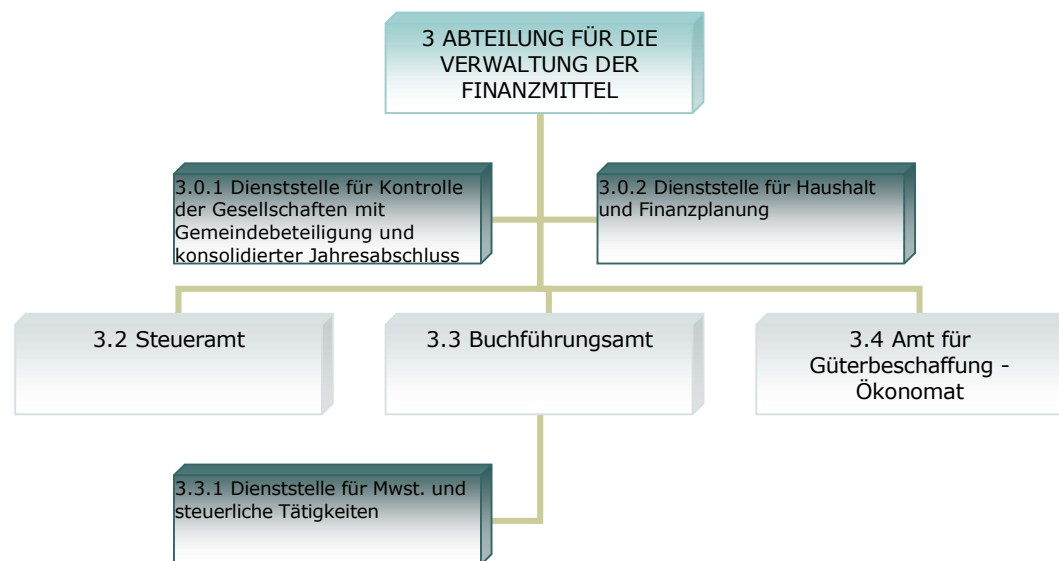 3 ABTEILUNG FÜR DIE
VERWALTUNG DER
FINANZMITTEL
3.0.1 Dienststelle für Kontrolle
der Gesellschaften mit
Gemeindebeteiligung und
konsolidierter Jahresabschluss
3.0.2 Dienststelle für Haushalt
und Finanzplanung
3.2 Steueramt
3.3 Buchführungsamt
3.4 Amt für
Güterbeschaffung -
Ökonomat
3.3.1 Dienststelle für Mwst. und
steuerliche Tätigkeiten